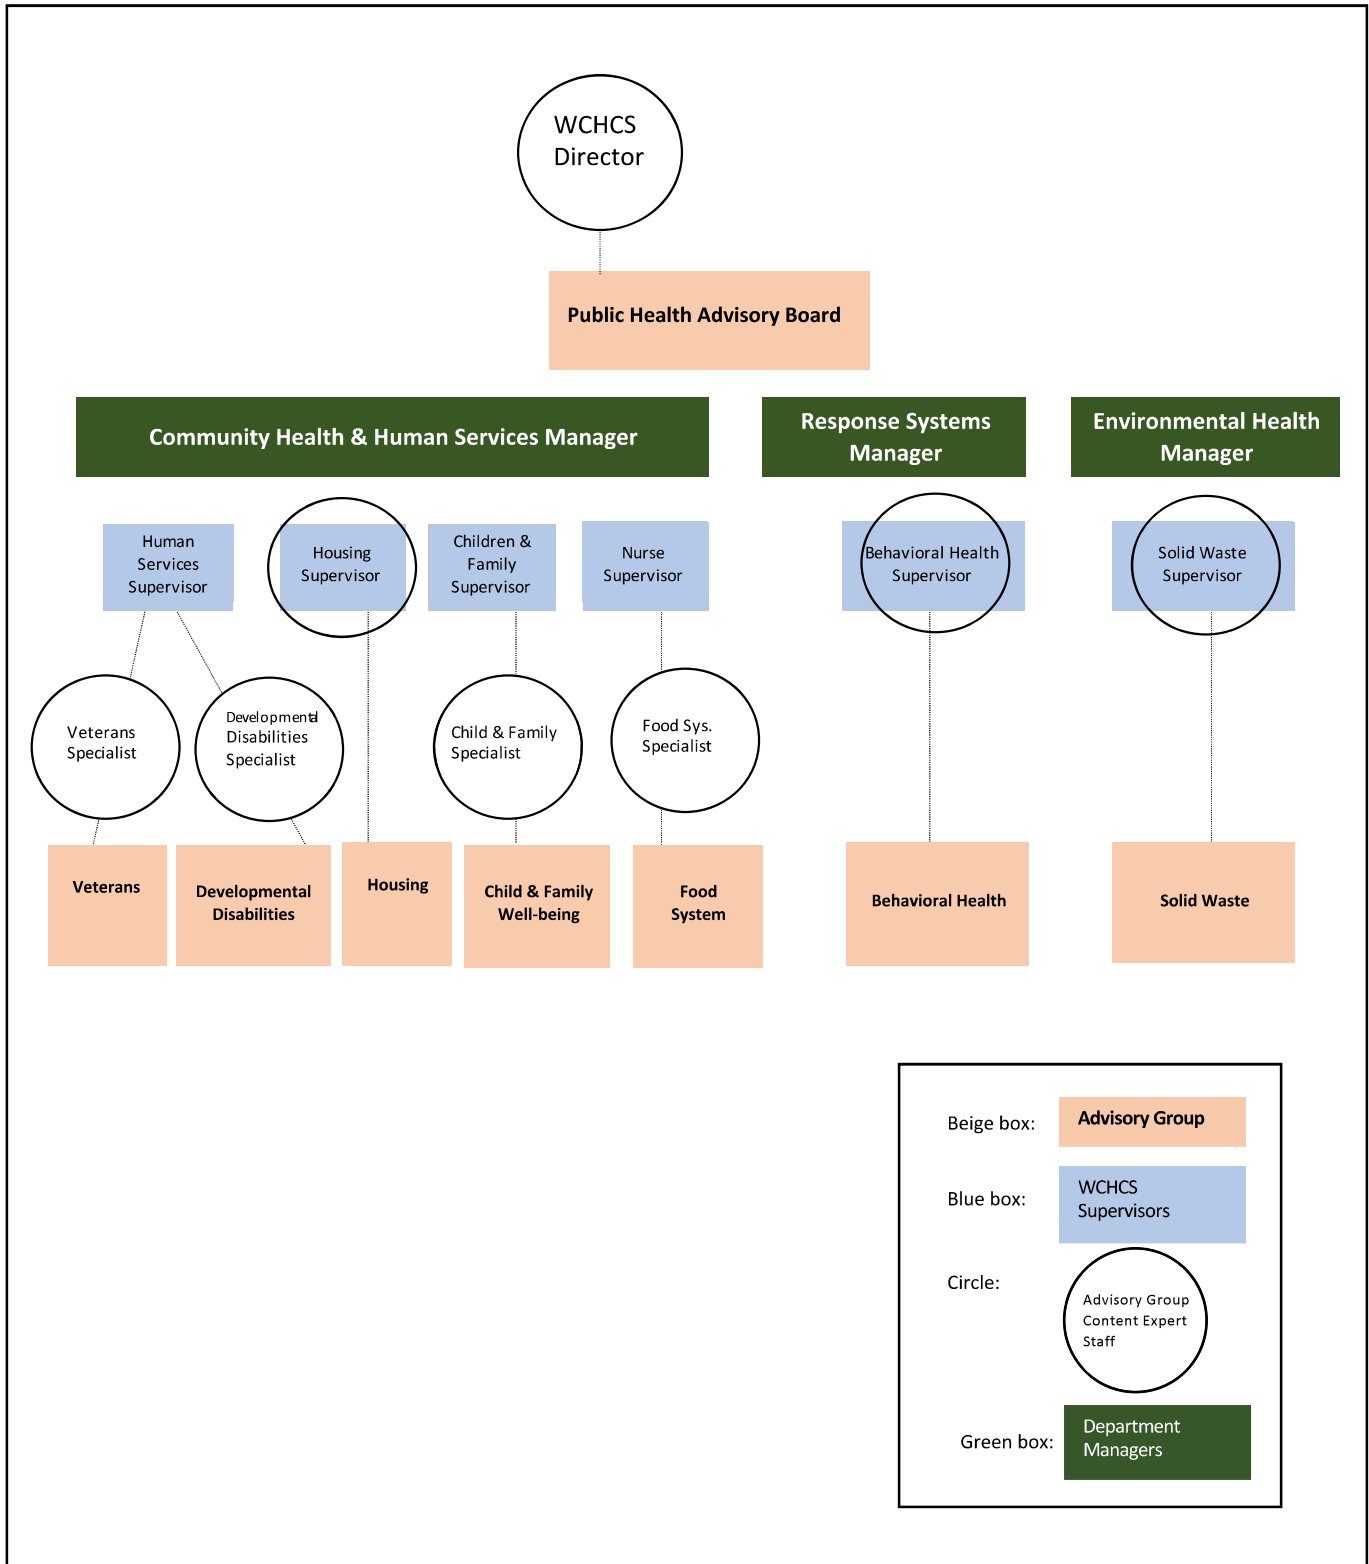 WCHCS
Director
Public Health Advisory Board
Community Health & Human Services Manager
Response Systems
Manager
Environmental Health
Manager
Human
Services
Supervisor
Housing
Supervisor
Children &
Family
Supervisor
Nurse
Supervisor
Behavioral Health
Supervisor
Solid Waste
Supervisor
Veterans
Specialist
Developmental
Disabilities
Specialist
Child & Family
Specialist
Food Sys.
Specialist
Veterans
Developmental
Disabilities
Housing
Child & Family
Well-being
Food
System
Behavioral Health
Solid Waste
Beige box:
Advisory Group
Blue box:
WCHCS
Supervisors
Circle:
Advisory Group
Content Expert
Staff
Green box:
Department
Managers